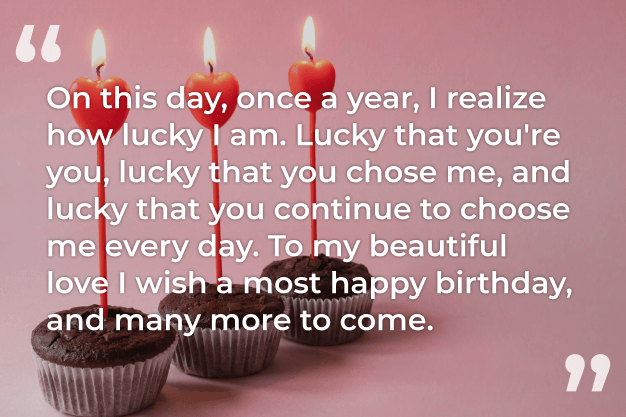 “
On this day, once a year, I realize
how lucky I am. Lucky that you're
you, lucky that you chose me, and
lucky that you continue to choose
me every day. To my beautiful
love I wish a most happy birthday,
and many more to come.
”